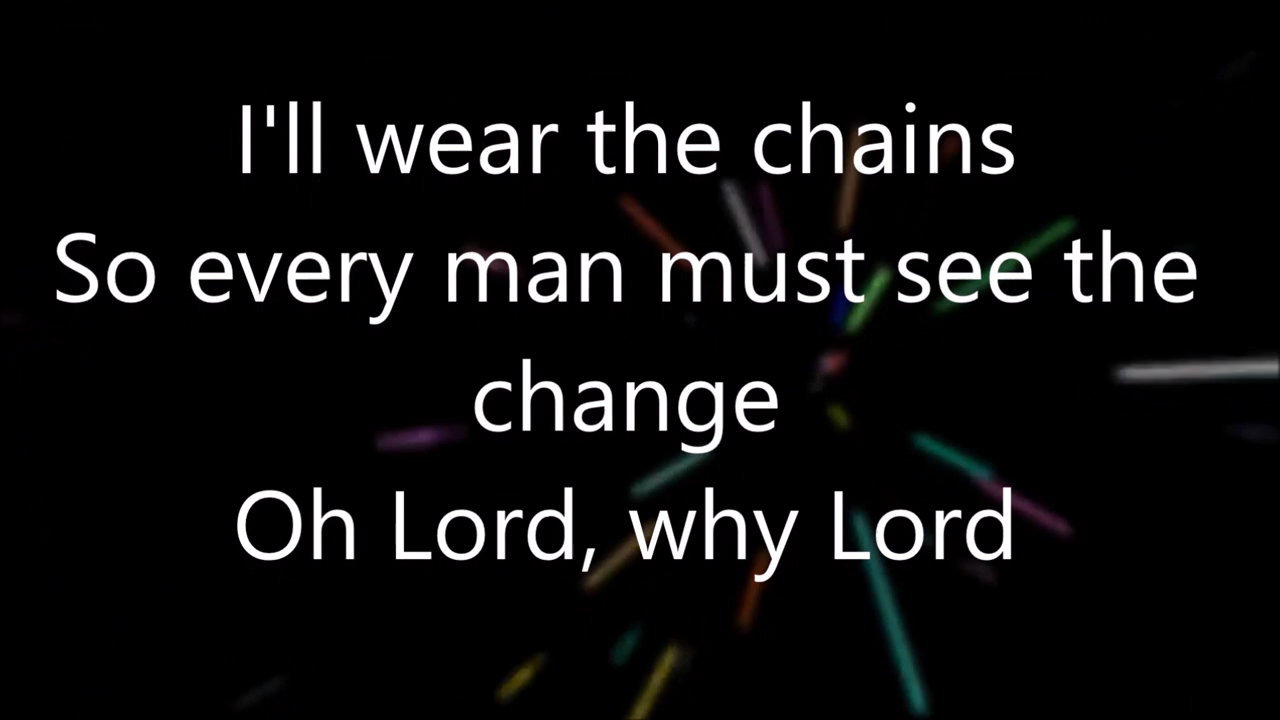 I'll wear the chains
So every man must see the
change
Oh Lord, why Lord